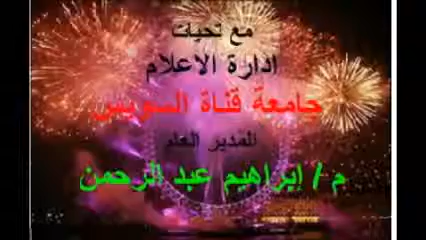 مع تحيات
ادارة الاعلام
جامعة قناة السويس
المدير العام
م / إبراهيم عبد الرحمن